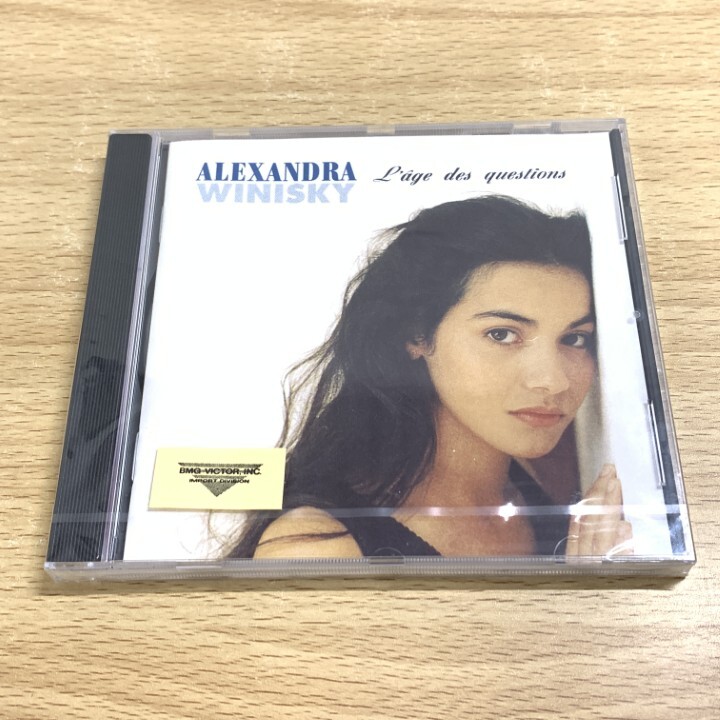 ALEXANDRA
WINISKY
L'âge des questions
BMG VICTOR, INC.
IMPORT DIVISION